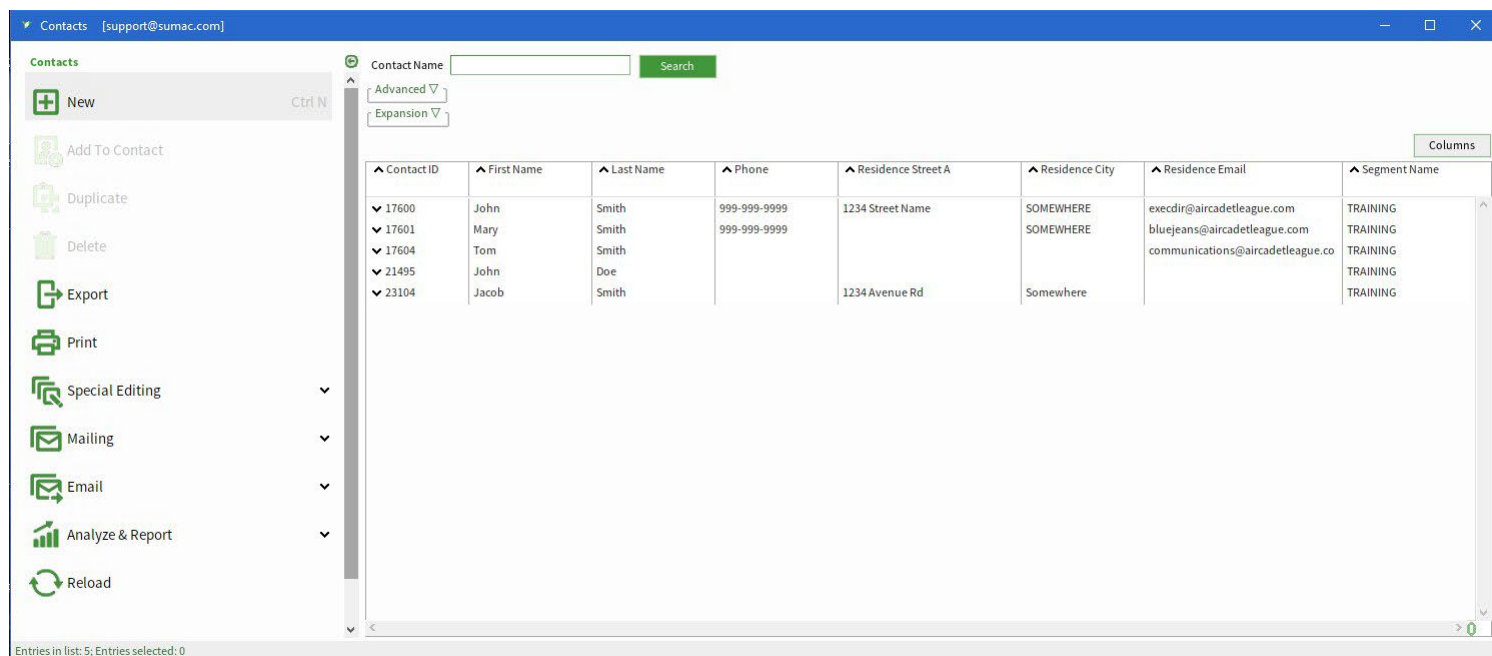 Contacts [support@sumac.com]
Contacts
New Ctrl N
Add To Contact
Duplicate
Delete
Export
Print
Special Editing
Mailing
Email
Analyze & Report
Reload
Contact Name Search
Advanced
Expansion
Columns
Contact ID First Name Last Name Phone Residence Street A Residence City Residence Email Segment Name
17600 John Smith 999-999-9999 1234 Street Name SOMEWHERE execdir@aircadetleague.com TRAINING
17601 Mary Smith 999-999-9999 SOMEWHERE bluejeans@aircadetleague.com TRAINING
17604 Tom Smith communications@aircadetleague.co TRAINING
21495 John Doe TRAINING
23104 Jacob Smith 1234 Avenue Rd Somewhere TRAINING
Entries in list: 5; Entries selected: 0